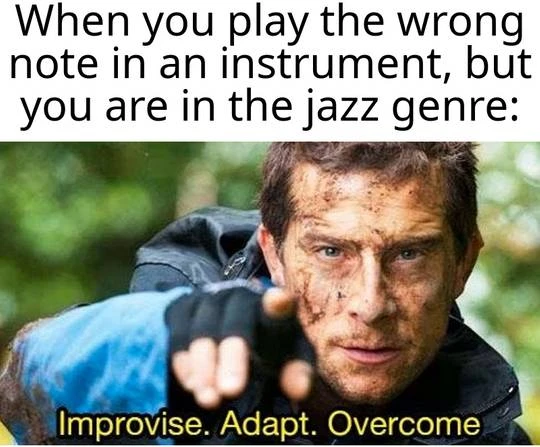 When you play the wrong
note in an instrument, but
you are in the jazz genre:
Improvise. Adapt. Overcome